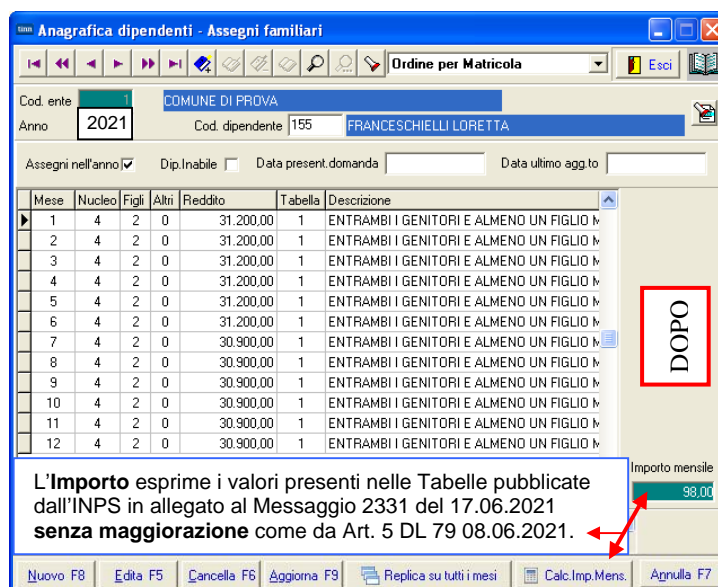 tinn Anagrafica dipendenti - Assegni familiari
Ordine per Matricola Esci
Cod. ente 1 COMUNE DI PROVA
Anno 2021 Cod. dipendente 155 FRANCESCHIELLI LORETTA
Assegni nell'anno Dip.Inabile Data present.domanda Data ultimo agg.to
Mese Nucleo Figli Altri Reddito Tabella Descrizione
1 4 2 0 31.200,00 1 ENTRAMBI I GENITORI E ALMENO UN FIGLIO M
2 4 2 0 31.200,00 1 ENTRAMBI I GENITORI E ALMENO UN FIGLIO M
3 4 2 0 31.200,00 1 ENTRAMBI I GENITORI E ALMENO UN FIGLIO M
4 4 2 0 31.200,00 1 ENTRAMBI I GENITORI E ALMENO UN FIGLIO M
5 4 2 0 31.200,00 1 ENTRAMBI I GENITORI E ALMENO UN FIGLIO M
6 4 2 0 31.200,00 1 ENTRAMBI I GENITORI E ALMENO UN FIGLIO M
7 4 2 0 30.900,00 1 ENTRAMBI I GENITORI E ALMENO UN FIGLIO M
8 4 2 0 30.900,00 1 ENTRAMBI I GENITORI E ALMENO UN FIGLIO M
9 4 2 0 30.900,00 1 ENTRAMBI I GENITORI E ALMENO UN FIGLIO M
10 4 2 0 30.900,00 1 ENTRAMBI I GENITORI E ALMENO UN FIGLIO M
11 4 2 0 30.900,00 1 ENTRAMBI I GENITORI E ALMENO UN FIGLIO M
12 4 2 0 30.900,00 1 ENTRAMBI I GENITORI E ALMENO UN FIGLIO M
DOPO
Importo mensile
98,00
L'Importo esprime i valori presenti nelle Tabelle pubblicate
dall'INPS in allegato al Messaggio 2331 del 17.06.2021
senza maggiorazione come da Art. 5 DL 79 08.06.2021.
Nuovo F8 Edita F5 Cancella F6 Aggiorna F9 Replica su tutti i mesi Calc.Imp.Mens. Annulla F7